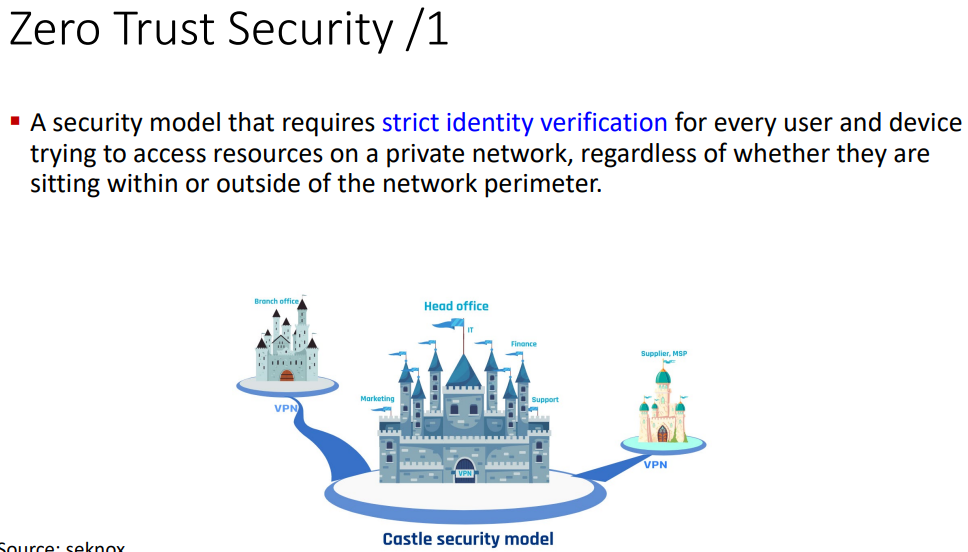 Zero Trust Security /1
▪ A security model that requires strict identity verification for every user and device
trying to access resources on a private network, regardless of whether they are
sitting within or outside of the network perimeter.
Branch office
Head office
IT
Finance
Supplier, MSP
Marketing
Support
VPN
VPN
VPN
Castle security model
Source: seknox